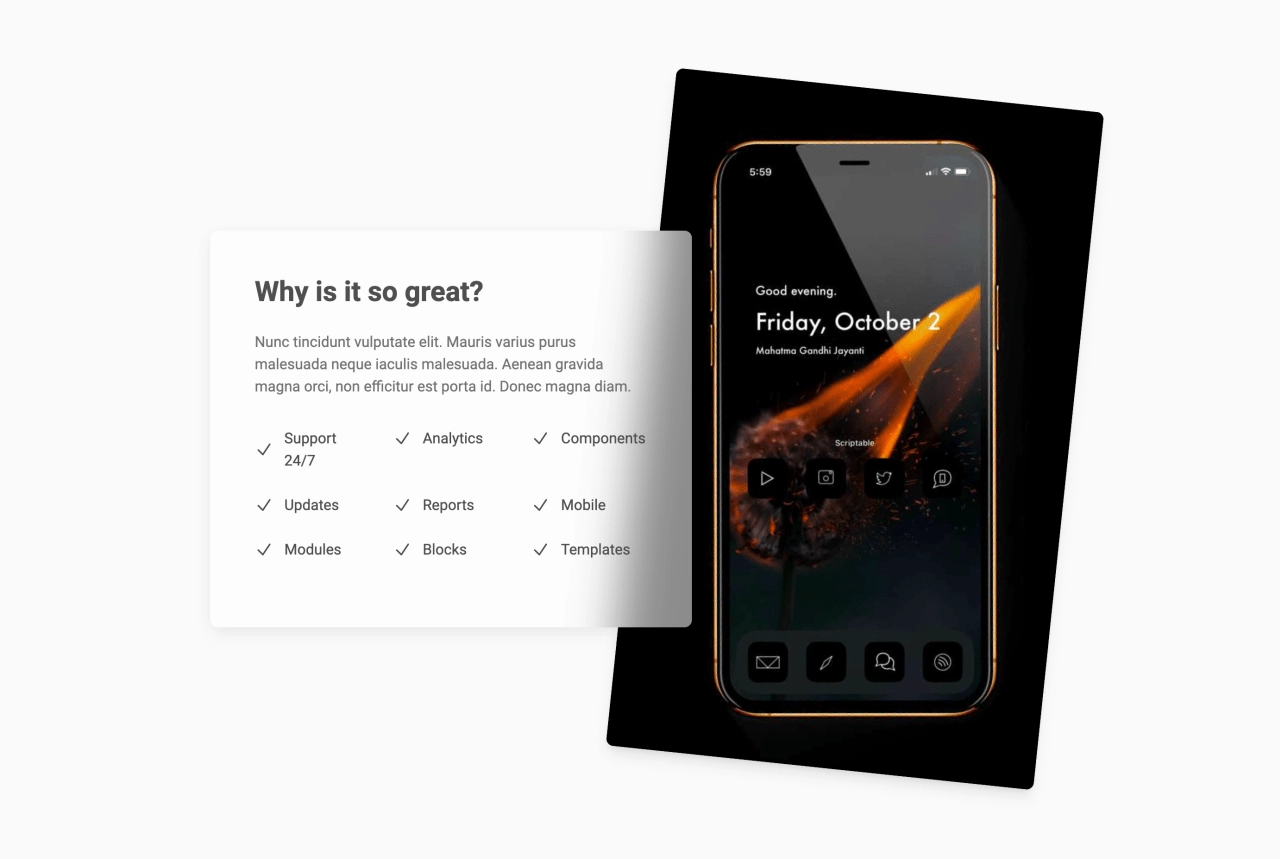 Why is it so great?
Nunc tincidunt vulputate elit. Mauris varius purus
malesuada neque iaculis malesuada. Aenean gravida
magna orci, non efficitur est porta id. Donec magna diam.
Support
24/7
Analytics
Components
Updates
Reports
Mobile
Modules
Blocks
Templates
5:59
Good evening.
Friday, October 2
Mahatma Gandhi Jayanti
Scriptable